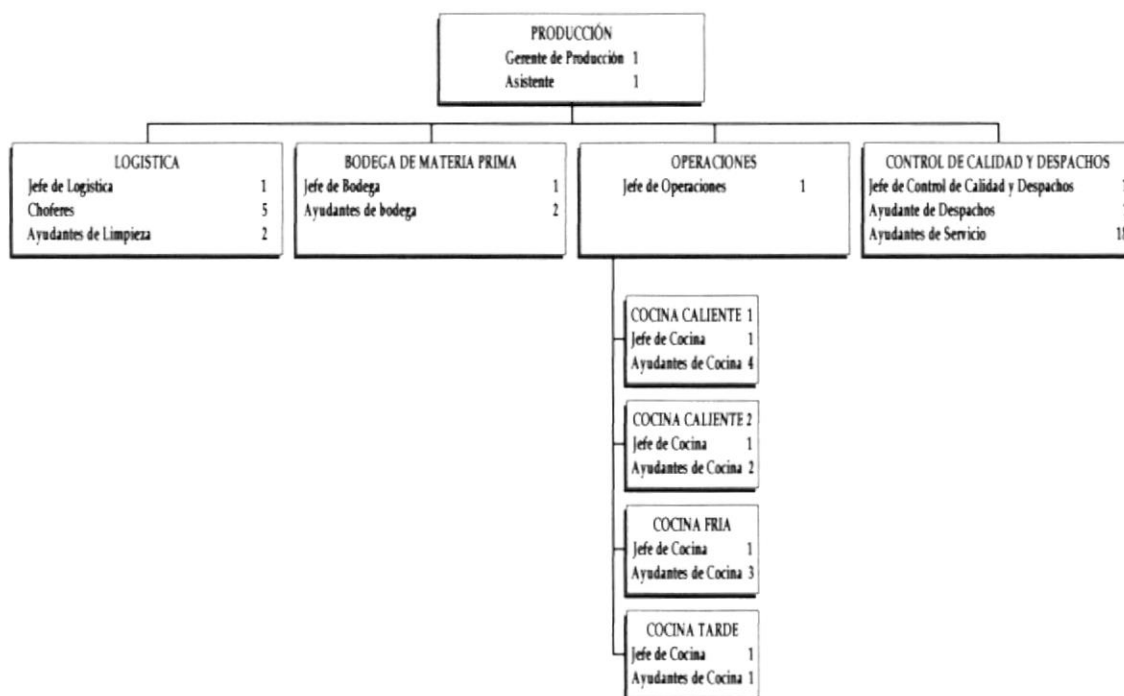 PRODUCCIÓN
Gerente de Producción 1
Asistente 1
LOGISTICA
Jefe de Logistica 1
Choferes 5
Ayudantes de Limpieza 2
BODEGA DE MATERIA PRIMA
Jefe de Bodega 1
Ayudantes de bodega 2
OPERACIONES
Jefe de Operaciones 1
CONTROL DE CALIDAD Y DESPACHOS
Jefe de Control de Calidad y Despachos
Ayudante de Despachos
Ayudantes de Servicio
COCINA CALIENTE 1
Jefe de Cocina 1
Ayudantes de Cocina 4
COCINA CALIENTE 2
Jefe de Cocina 1
Ayudantes de Cocina 2
COCINA FRIA
Jefe de Cocina 1
Ayudantes de Cocina 3
COCINA TARDE
Jefe de Cocina 1
Ayudantes de Cocina 1